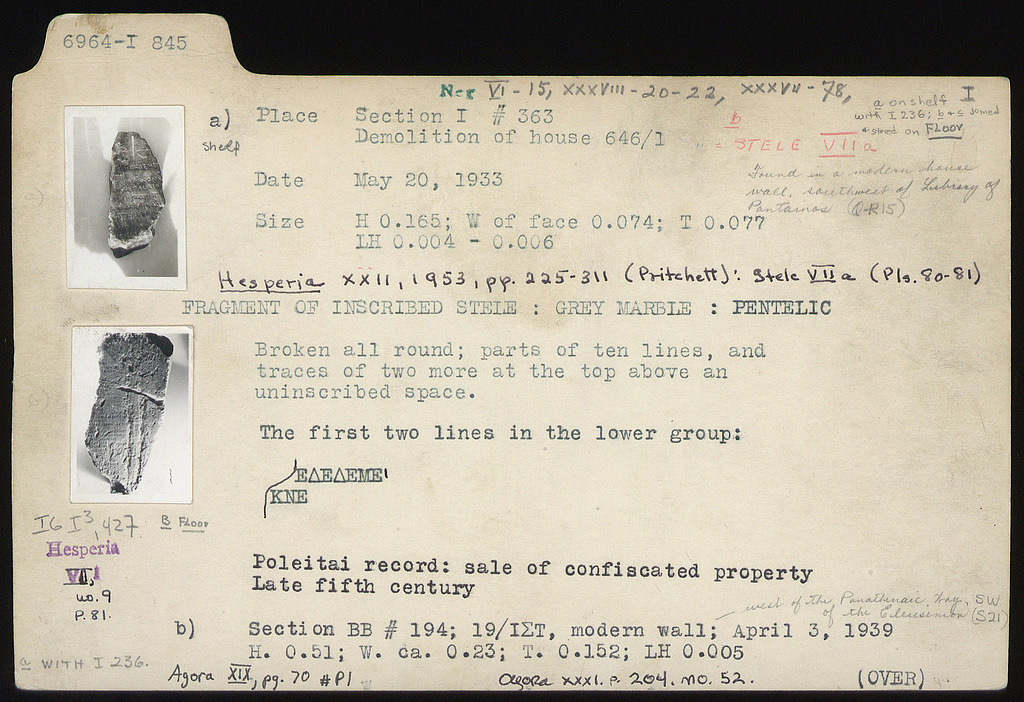 6964-I 845
Neg VI - 15, XXXVIII - 20 - 22, XXXVII - 78,
I
a on shelf
with I 236; b + c joined
+ stored on FLOOR
a)
shelf
Place Section I # 363
Demolition of house 646/1
b
= STELE VII a
Found in a modern house
wall, southwest of Library of
Pantainos (Q-R15)
Date May 20, 1933
Size H 0.165; W of face 0.074; T 0.077
LH 0.004 - 0.006
a)
Hesperia XXII, 1953, pp. 225-311 (Pritchett): Stele VII a (Pls. 80-81)
FRAGMENT OF INSCRIBED STELE : GREY MARBLE : PENTELIC
Broken all round; parts of ten lines, and
traces of two more at the top above an
uninscribed space.
The first two lines in the lower group:
ΕΔΕΔΕΜΕ
ΚΝΕ
IG I³, 427.
B FLOOR
Hesperia
VII, 1
no. 9
P. 81.
Poleitai record: sale of confiscated property
Late fifth century
west of the Panathenaic Way, SW
of the Eleusinion (S21)
b) Section BB # 194; 19/ΙΣΤ, modern wall; April 3, 1939
H. 0.51; W. ca. 0.23; T. 0.152; LH 0.005
a WITH I 236.
Agora XIX, pg. 70 #P1
Agora XXXI. p. 204. no. 52.
(OVER)